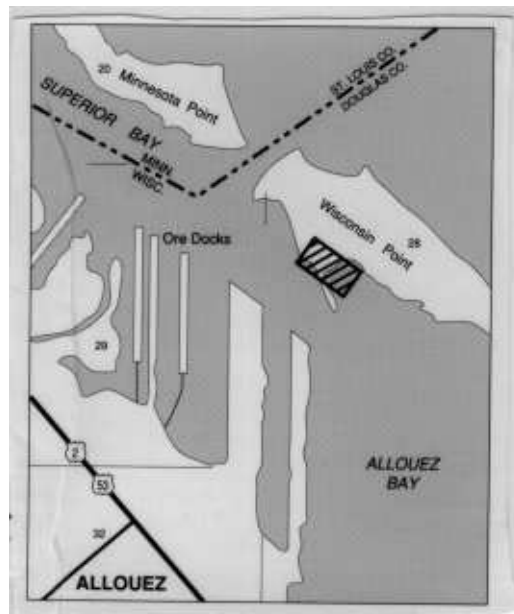 20
Minnesota Point
ST. LOUIS CO.
DOUGLAS CO.
SUPERIOR BAY
MINN.
WISC.
Wisconsin Point
28
Ore Docks
29
2
53
ALLOUEZ
BAY
32
ALLOUEZ